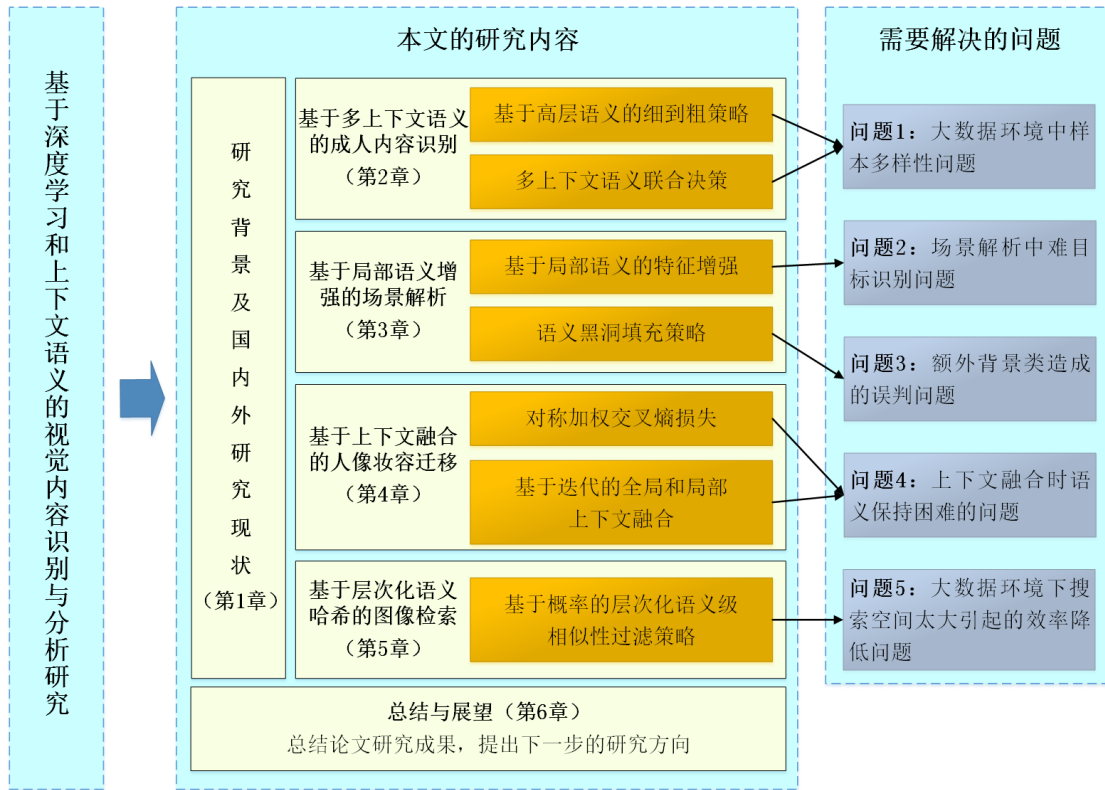 基于深度学习和上下文语义的视觉内容识别与分析研究
本文的研究内容
研究背景及国内外研究现状
（第1章）
基于多上下文语义
的成人内容识别
（第2章）
基于高层语义的细到粗策略
多上下文语义联合决策
基于局部语义增
强的场景解析
（第3章）
基于局部语义的特征增强
语义黑洞填充策略
基于上下文融合
的人像妆容迁移
（第4章）
对称加权交叉熵损失
基于迭代的全局和局部
上下文融合
基于层次化语义
哈希的图像检索
（第5章）
基于概率的层次化语义级
相似性过滤策略
总结与展望（第6章）
总结论文研究成果，提出下一步的研究方向
需要解决的问题
问题1：大数据环境中样
本多样性问题
问题2：场景解析中难目
标识别问题
问题3：额外背景类造成
的误判问题
问题4：上下文融合时语
义保持困难的问题
问题5：大数据环境下搜
索空间太大引起的效率降
低问题